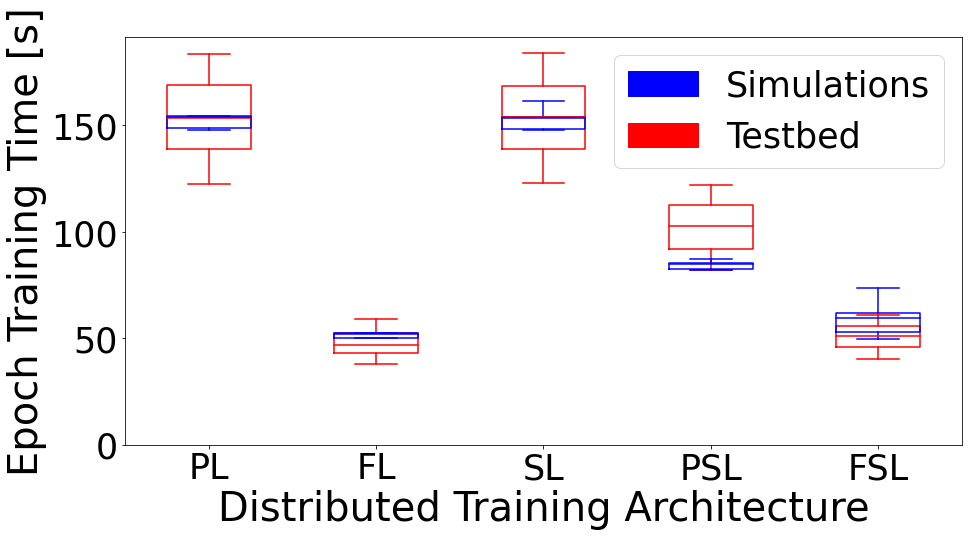 Epoch Training Time [s]
150
100
50
0
Simulations
Testbed
PL FL SL PSL FSL
Distributed Training Architecture